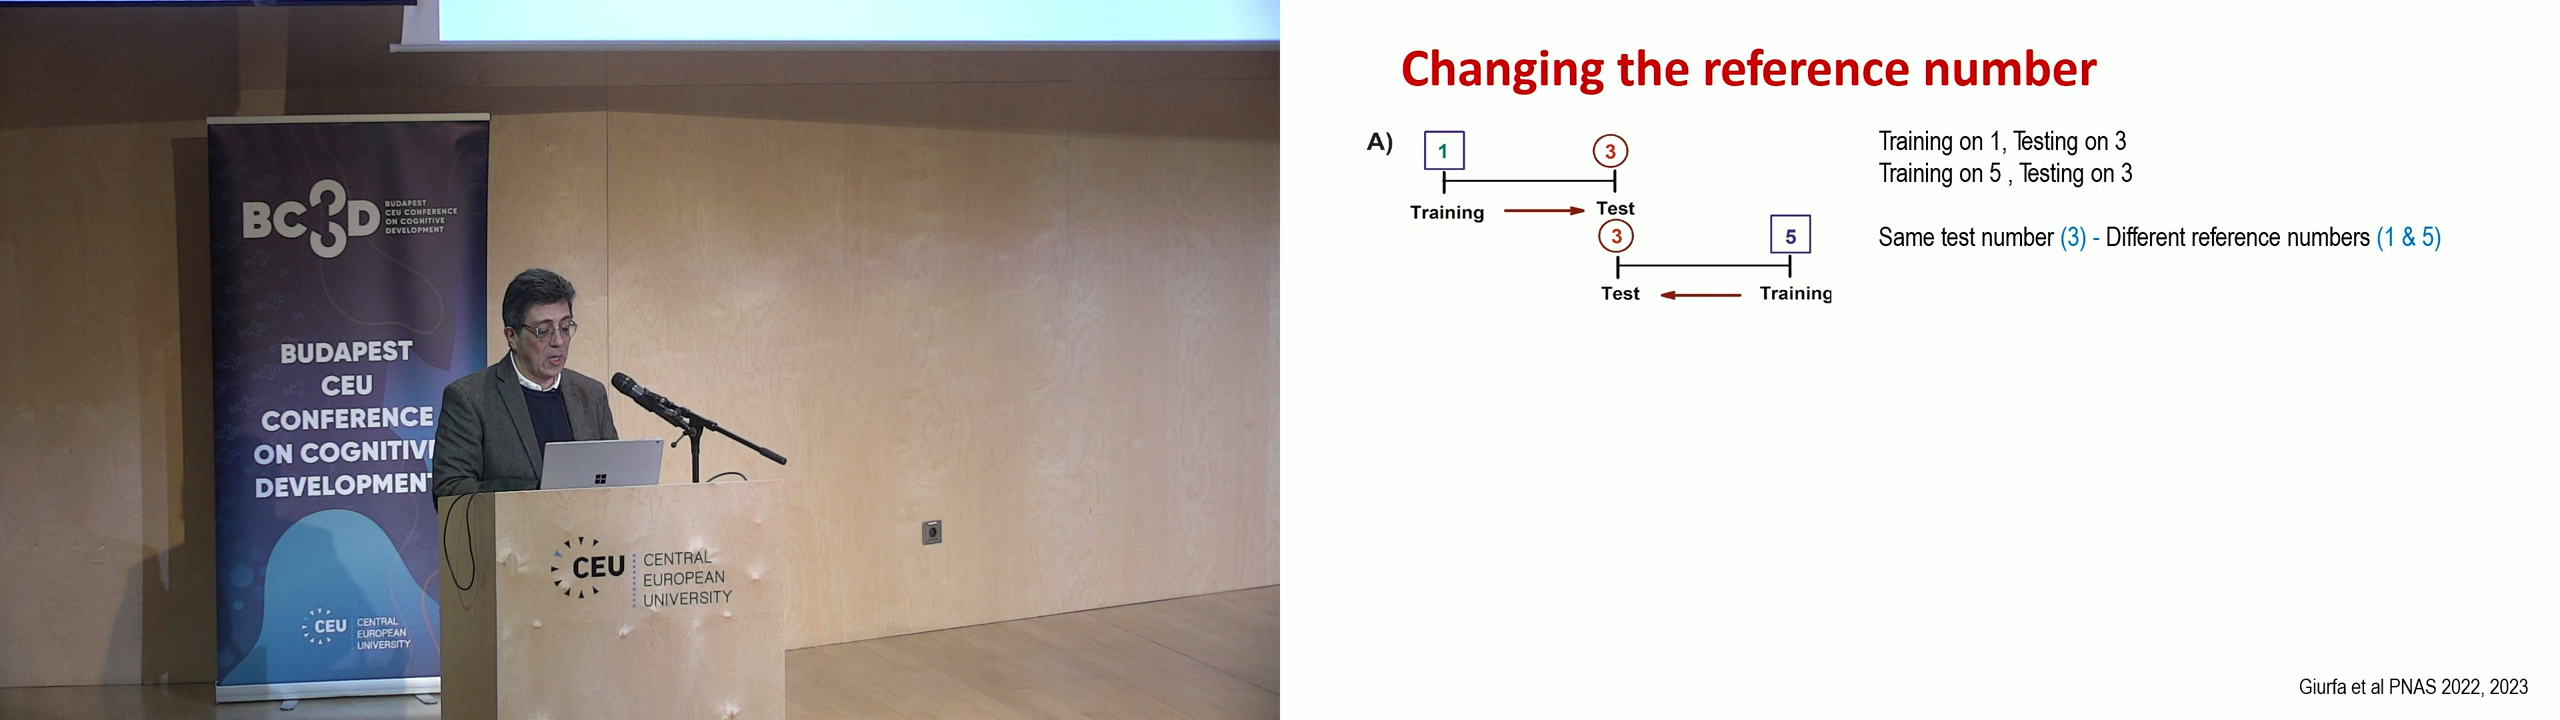 BC3D
BUDAPEST
CEU CONFERENCE
ON COGNITIVE
DEVELOPMENT
BUDAPEST
CEU
CONFERENCE
ON COGNITIVE
DEVELOPMENT
CEU
CENTRAL
EUROPEAN
UNIVERSITY
CEU
CENTRAL
EUROPEAN
UNIVERSITY
Changing the reference number
A)
1
3
Training
Test
3
5
Test
Training
Training on 1, Testing on 3
Training on 5 , Testing on 3
Same test number (3) - Different reference numbers (1 & 5)
Giurfa et al PNAS 2022, 2023